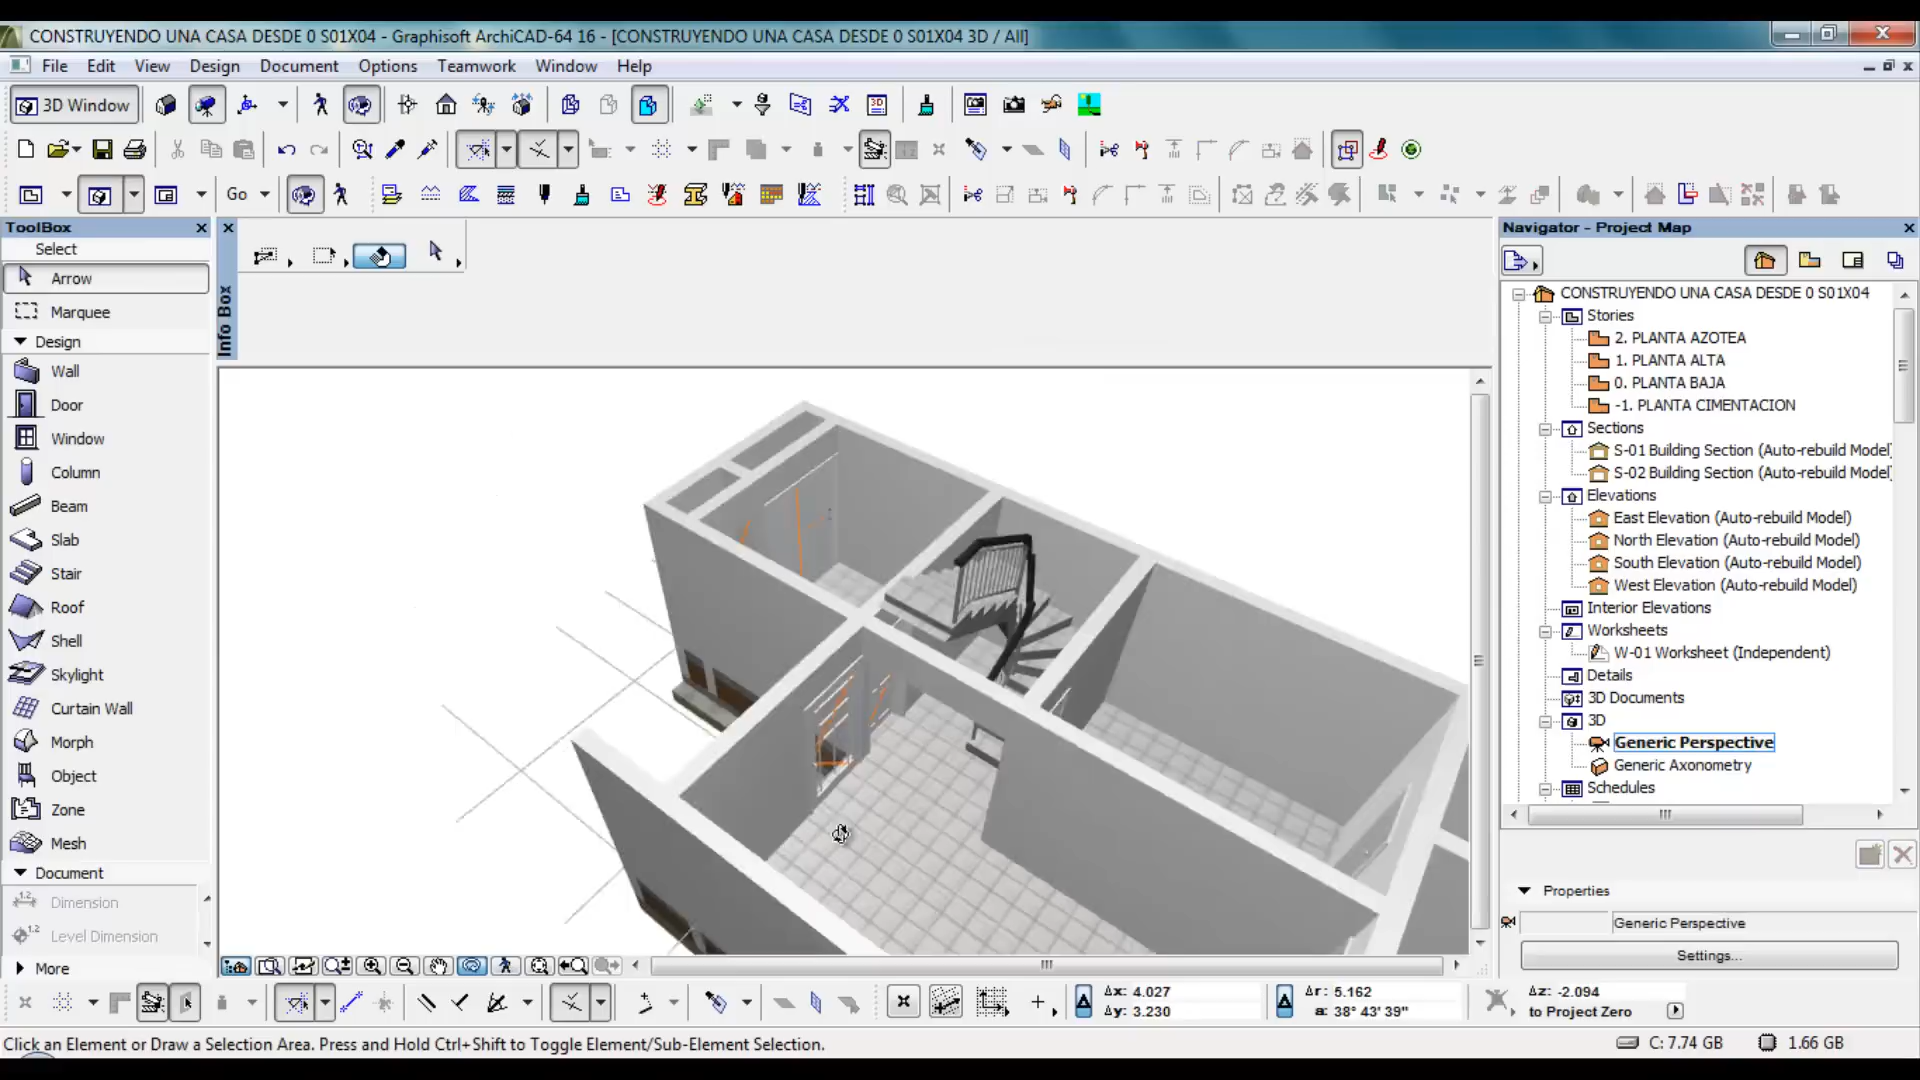 CONSTRUYENDO UNA CASA DESDE 0 S01X04 - Graphisoft ArchiCAD-64 16 - [CONSTRUYENDO UNA CASA DESDE 0 S01X04 3D / All]
File Edit View Design Document Options Teamwork Window Help
3D Window
Go
ToolBox
Select
Arrow
Marquee
Design
Wall
Door
Window
Column
Beam
Slab
Stair
Roof
Shell
Skylight
Curtain Wall
Morph
Object
Zone
Mesh
Document
Dimension
Level Dimension
More
Info Box
Navigator - Project Map
CONSTRUYENDO UNA CASA DESDE 0 S01X04
Stories
2. PLANTA AZOTEA
1. PLANTA ALTA
0. PLANTA BAJA
-1. PLANTA CIMENTACION
Sections
S-01 Building Section (Auto-rebuild Model)
S-02 Building Section (Auto-rebuild Model)
Elevations
East Elevation (Auto-rebuild Model)
North Elevation (Auto-rebuild Model)
South Elevation (Auto-rebuild Model)
West Elevation (Auto-rebuild Model)
Interior Elevations
Worksheets
W-01 Worksheet (Independent)
Details
3D Documents
3D
Generic Perspective
Generic Axonometry
Schedules
Properties
Generic Perspective
Settings...
Δx: 4.027
Δy: 3.230
Δr: 5.162
a: 38° 43' 39"
Δz: -2.094
to Project Zero
Click an Element or Draw a Selection Area. Press and Hold Ctrl+Shift to Toggle Element/Sub-Element Selection.
C: 7.74 GB
1.66 GB